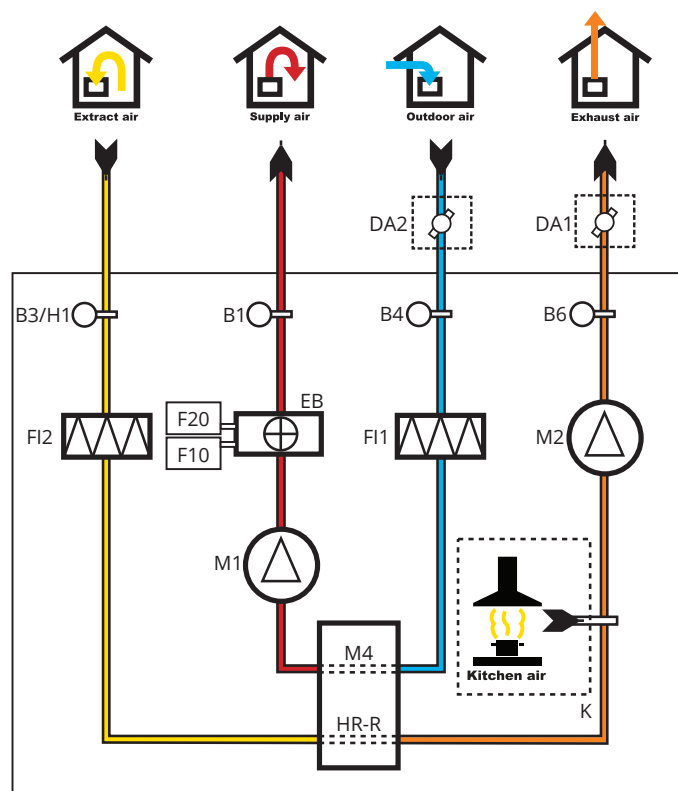 Extract air
Supply air
Outdoor air
Exhaust air
DA2
DA1
B3/H1
B1
B4
B6
EB
F20
FI2
F10
FI1
M2
M1
M4
Kitchen air
K
HR-R